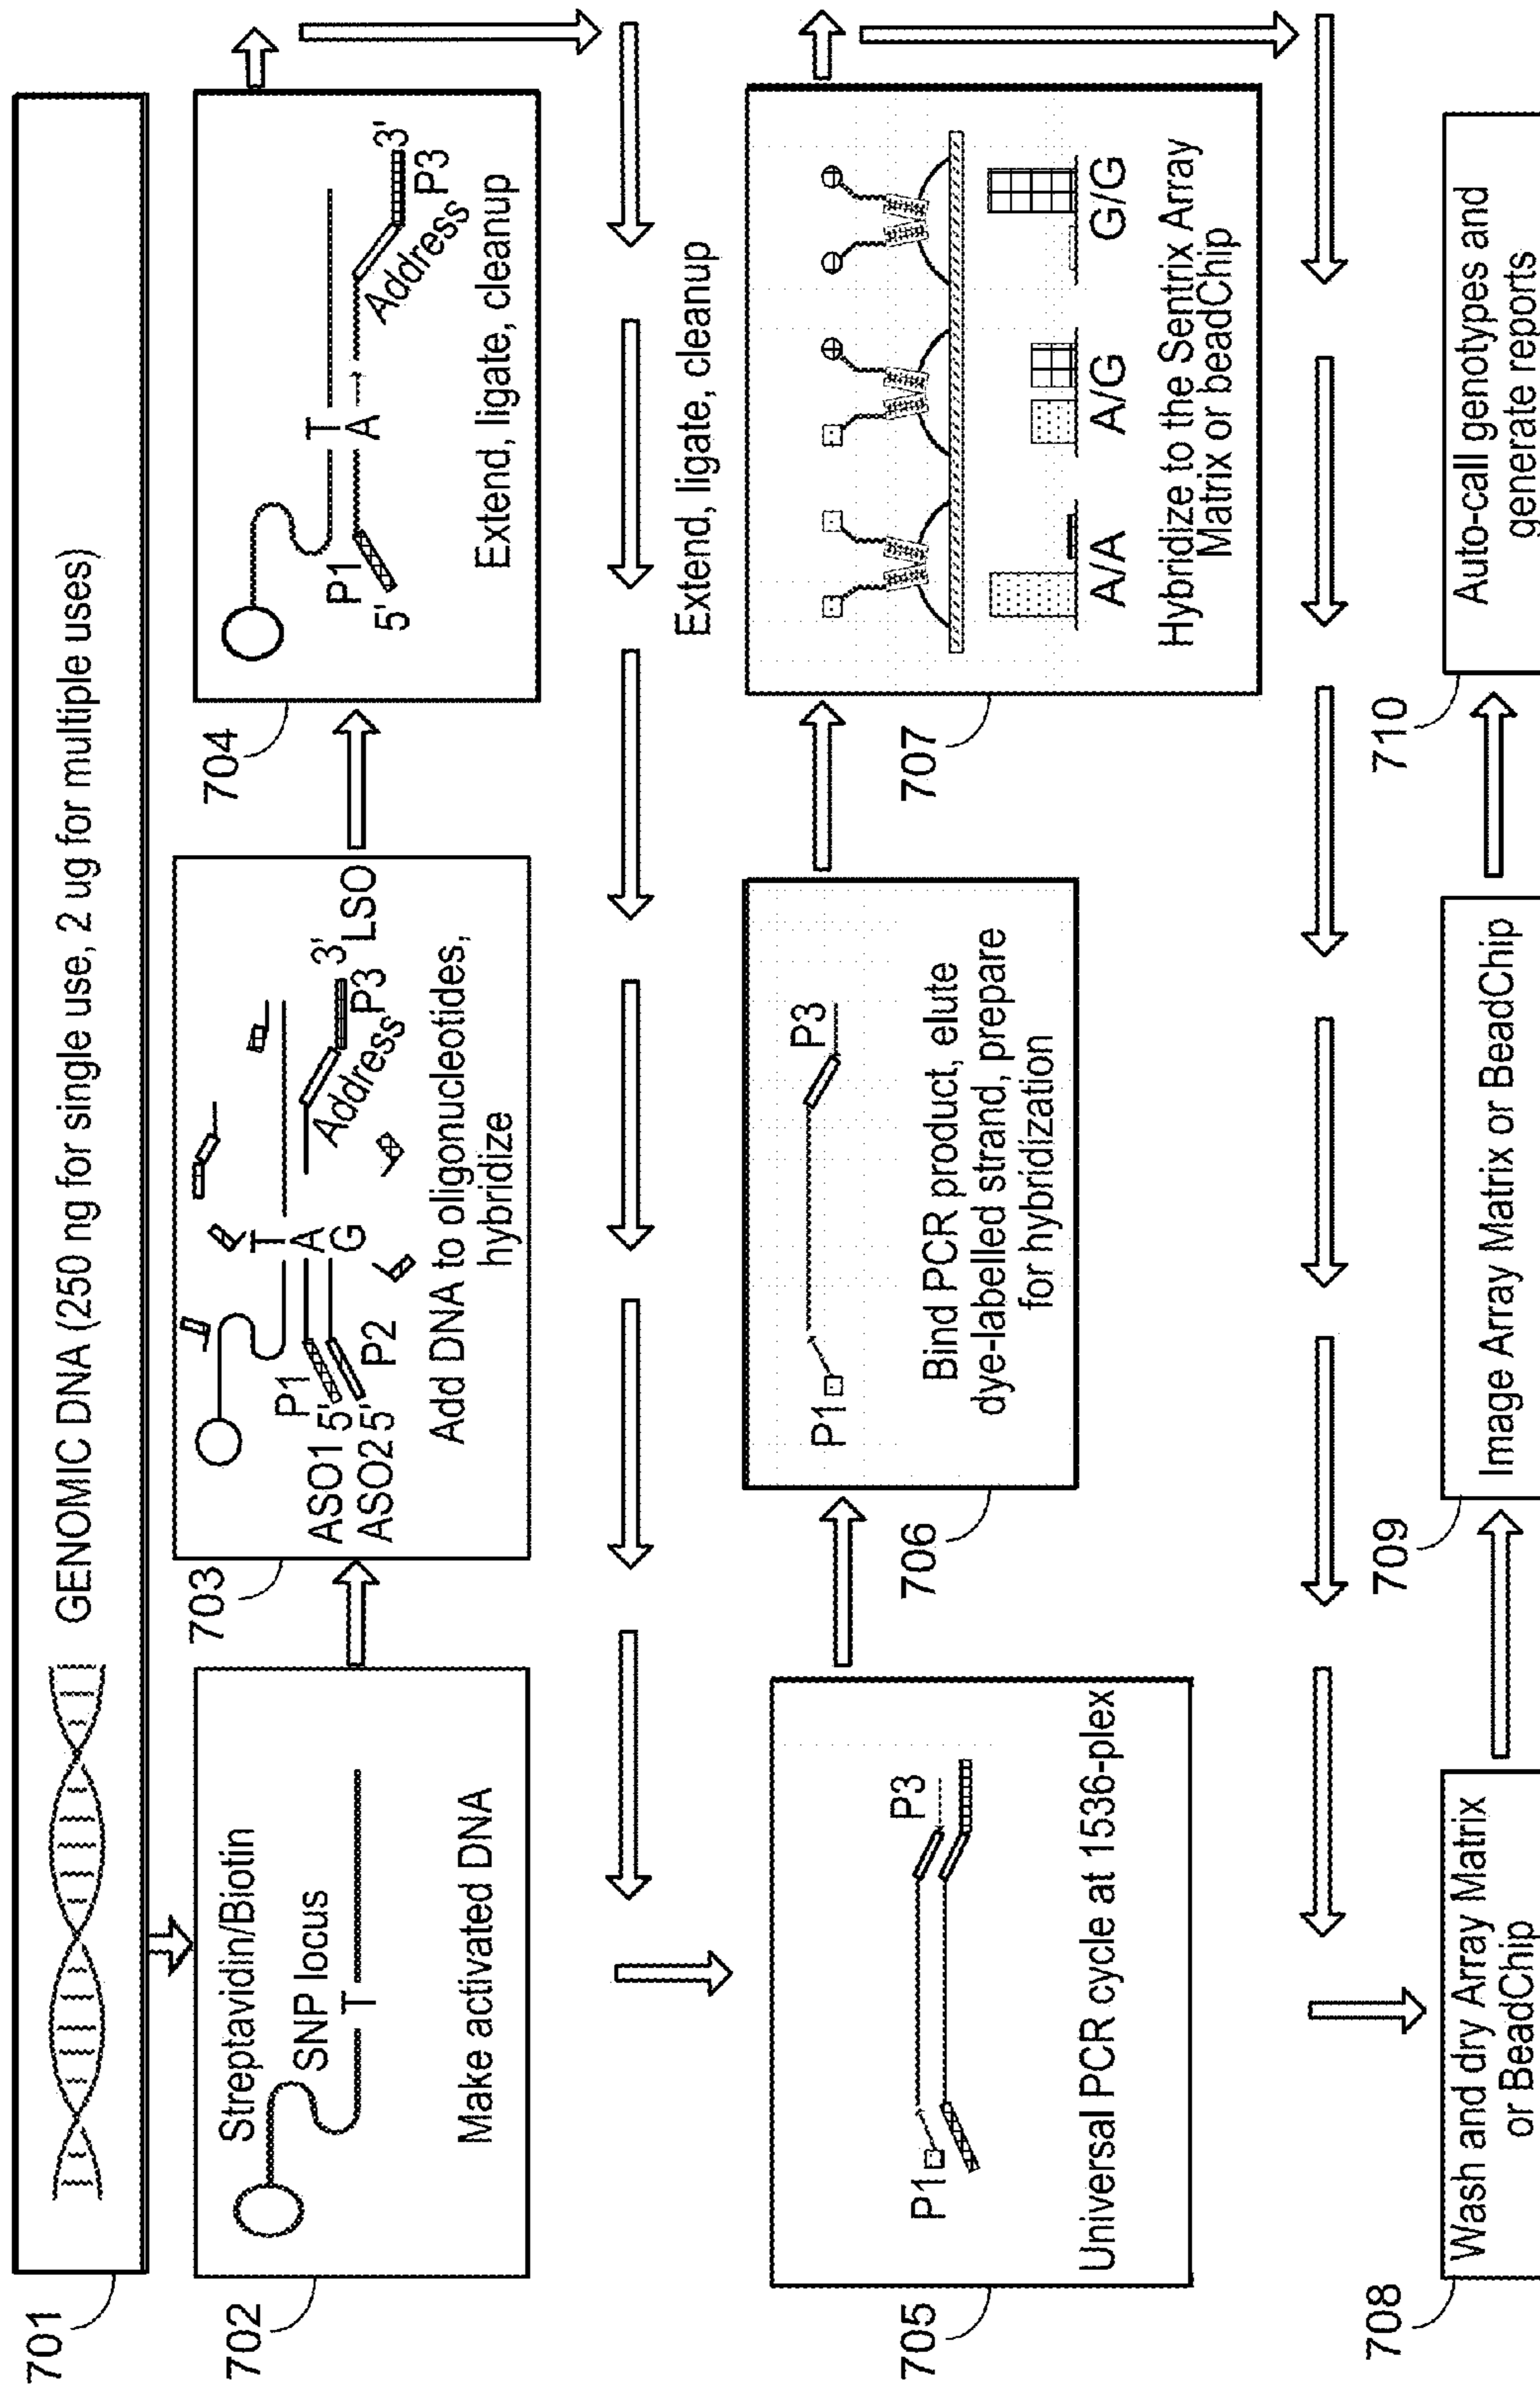 701
GENOMIC DNA (250 ng for single use, 2 ug for multiple uses)
702
Streptavidin/Biotin
SNP locus
T
Make activated DNA
703
T
A
G
P1
ASO1 5'
ASO2 5'
P2
Address
P3
3'
LSO
Add DNA to oligonucleotides,
hybridize
704
T
A
P1
5'
Address
3'
P3
Extend, ligate, cleanup
Extend, ligate, cleanup
705
P1
P3
Universal PCR cycle at 1536-plex
706
P1
P3
Bind PCR product, elute
dye-labelled strand, prepare
for hybridization
707
A/A
A/G
G/G
Hybridize to the Sentrix Array
Matrix or beadChip
708
Wash and dry Array Matrix
or BeadChip
709
Image Array Matrix or BeadChip
710
Auto-call genotypes and
generate reports